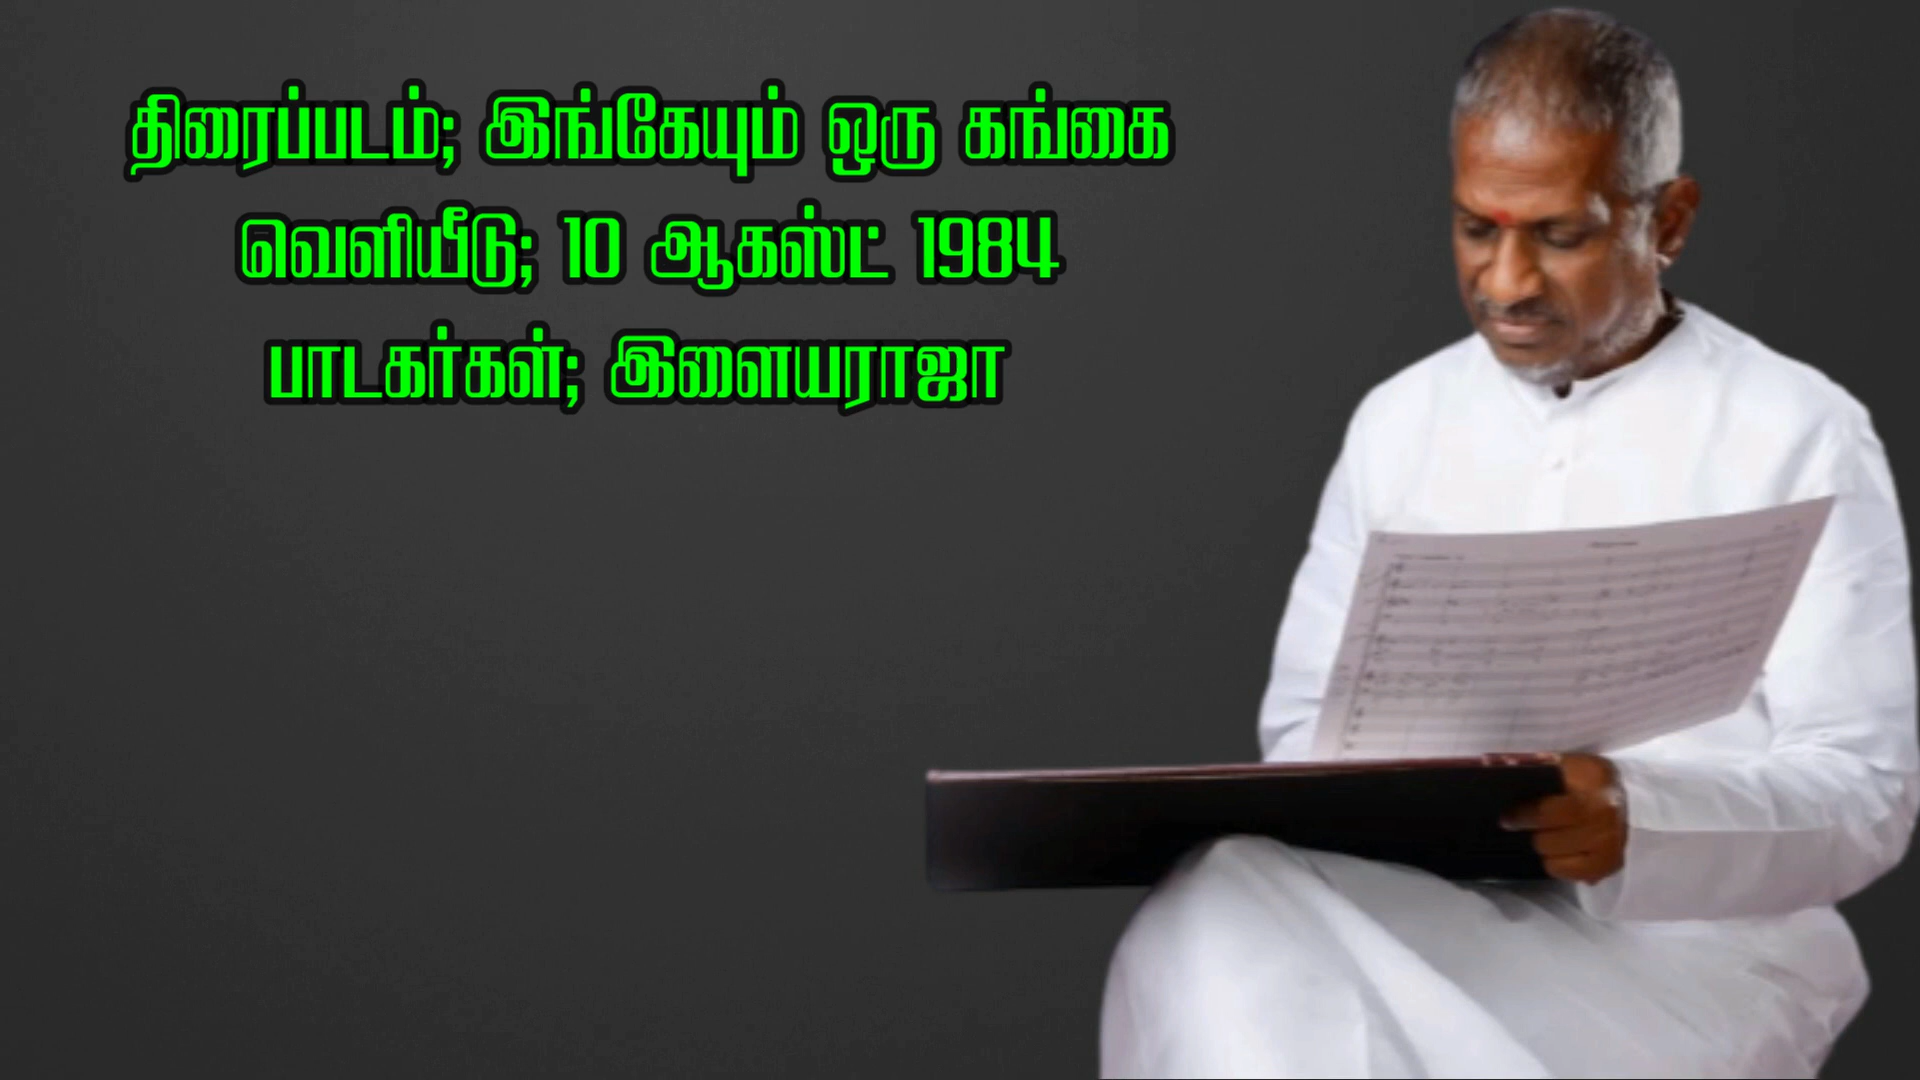 திரைப்படம்; இங்கேயும் ஒரு கங்கை
வெளியீடு; 10 ஆகஸ்ட் 1984
பாடகர்கள்; இளையராஜா